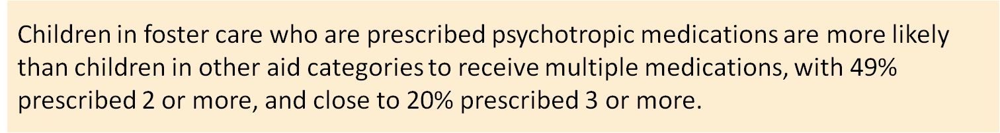 Children in foster care who are prescribed psychotropic medications are more likely
than children in other aid categories to receive multiple medications, with 49%
prescribed 2 or more, and close to 20% prescribed 3 or more.